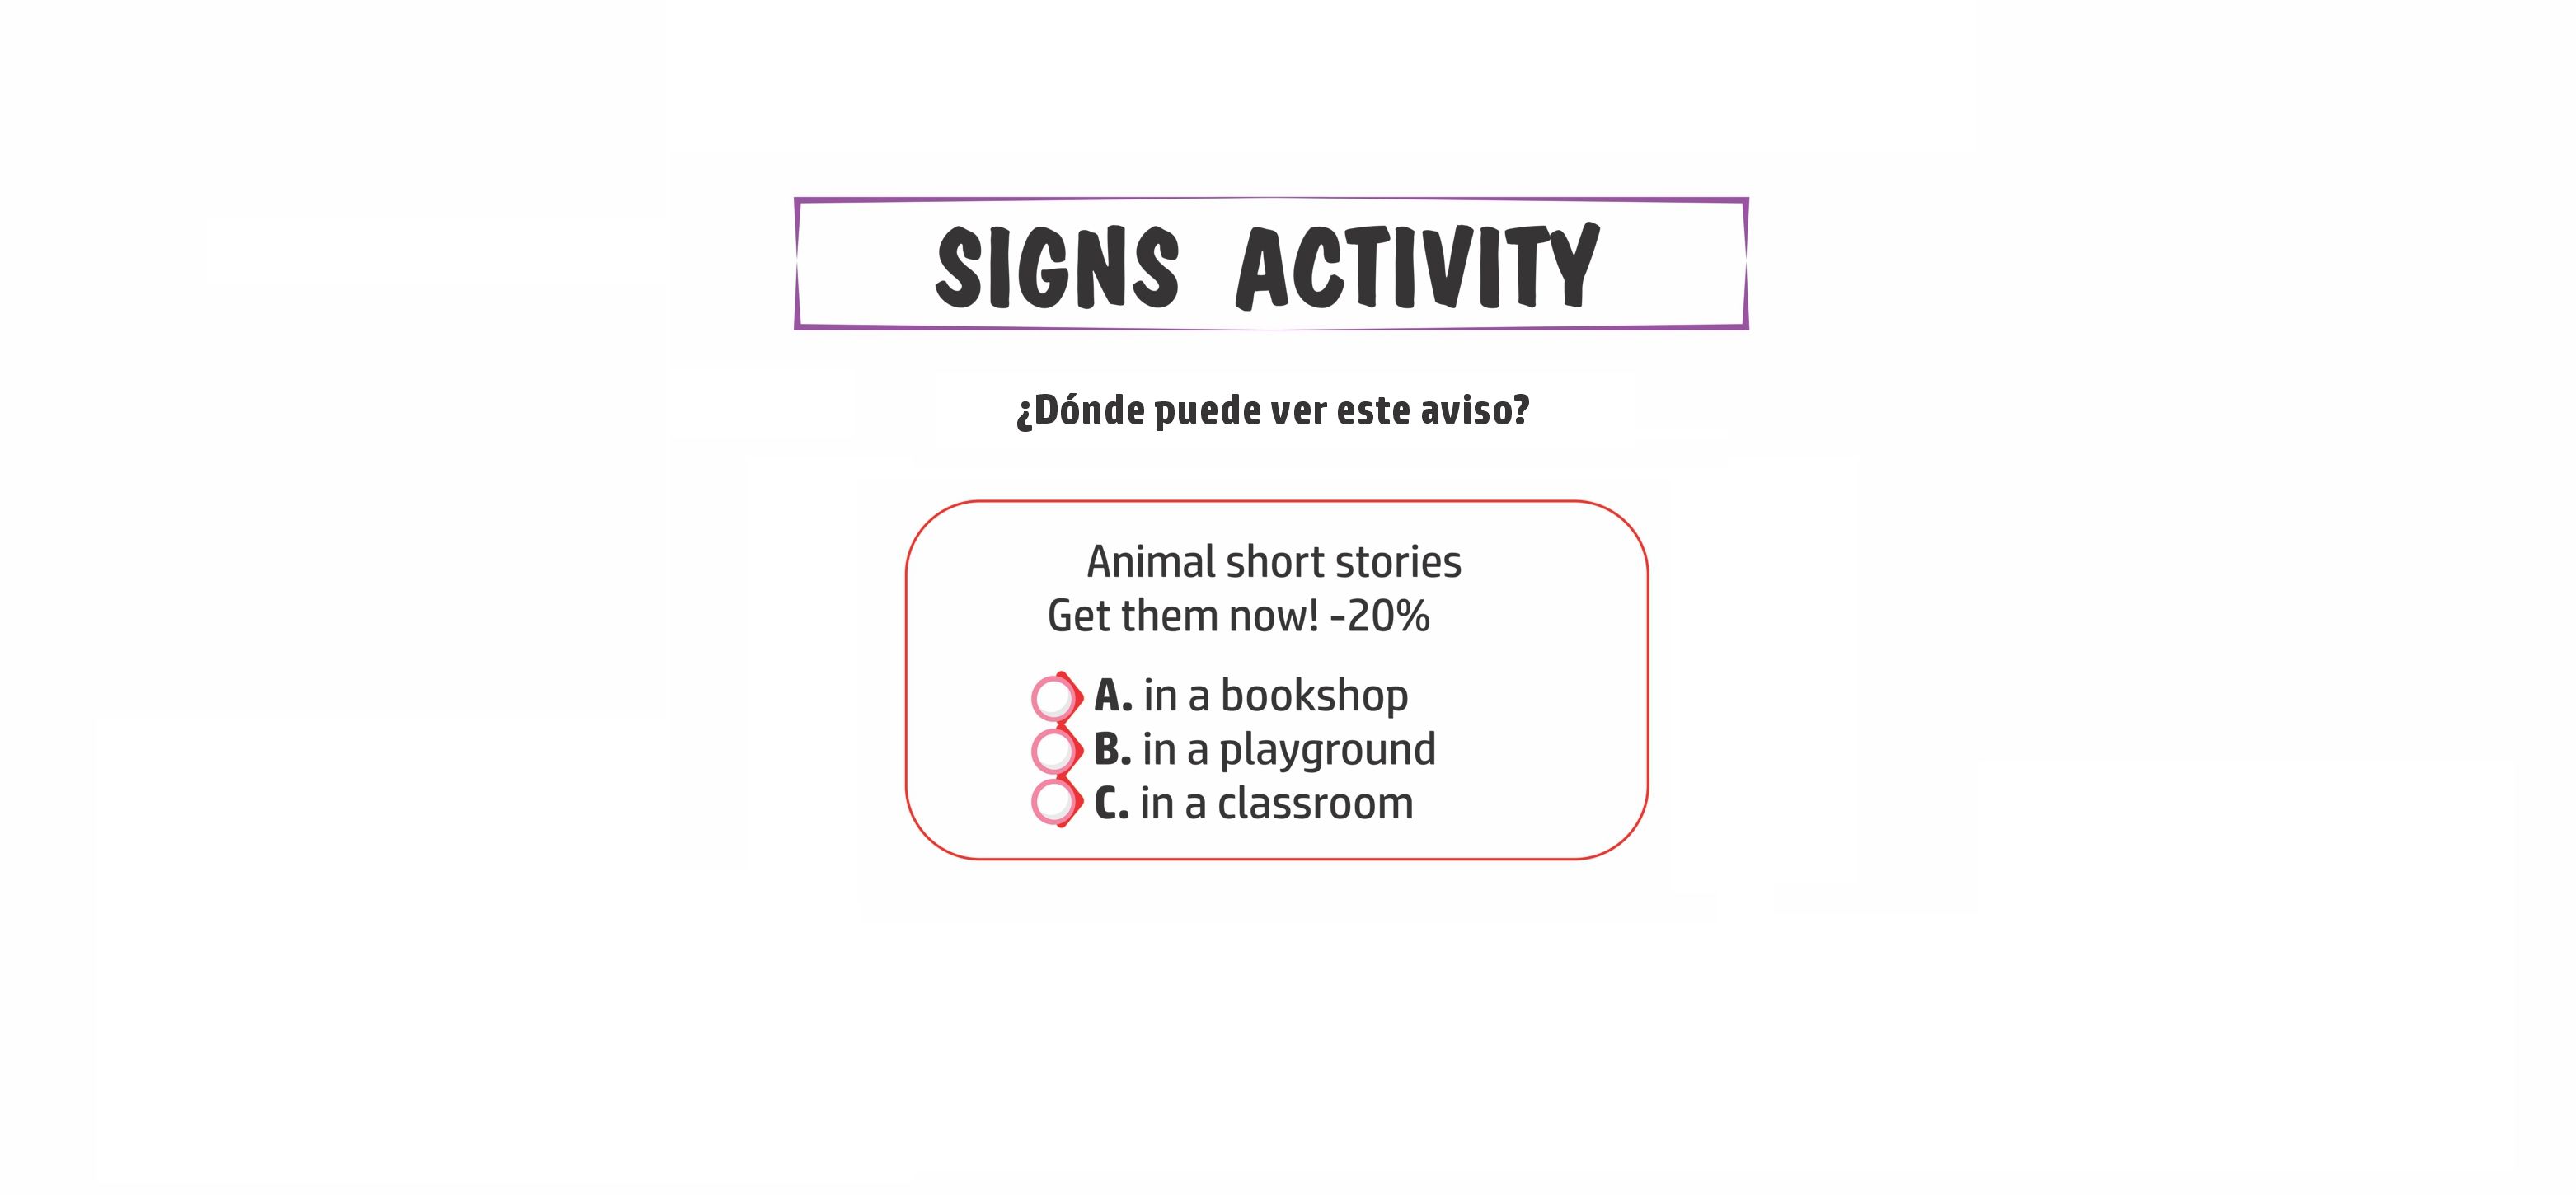 SIGNS ACTIVITY
¿Dónde puede ver este aviso?
Animal short stories
Get them now! -20%
A. in a bookshop
B. in a playground
C. in a classroom